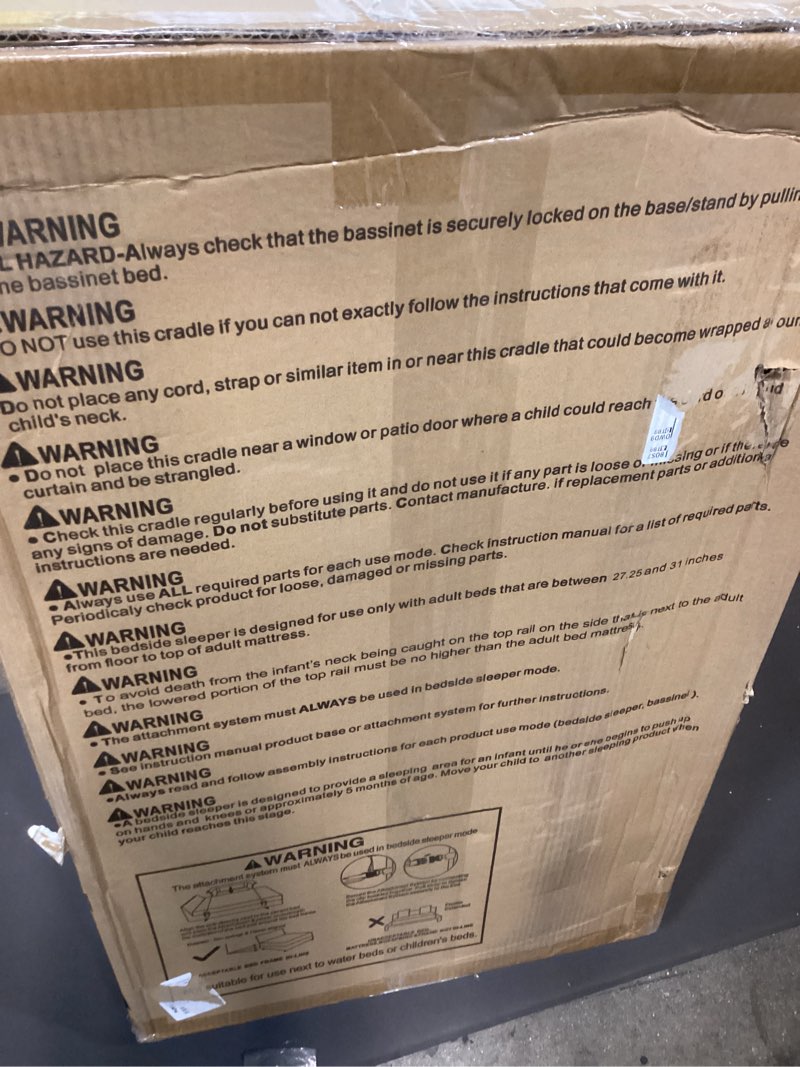 WARNING
L HAZARD-Always check that the bassinet is securely locked on the base/stand by pullin
ne bassinet bed.
WARNING
O NOT use this cradle if you can not exactly follow the instructions that come with it.
WARNING
Do not place any cord, strap or similar item in or near this cradle that could become wrapped a our
child's neck.
WARNING
• Do not place this cradle near a window or patio door where a child could reach
curtain and be strangled.
WARNING
• Check this cradle regularly before using it and do not use it if any part is loose or missing or if there
any signs of damage. Do not substitute parts. Contact manufacture. if replacement parts or additiona
instructions are needed.
WARNING
• Always use ALL required parts for each use mode. Check instruction manual for a list of required parts.
Periodicaly check product for loose, damaged or missing parts.
WARNING
•This bedside sleeper is designed for use only with adult beds that are between 27.25 and 31 inches
from floor to top of adult mattress.
WARNING
• To avoid death from the infant's neck being caught on the top rail on the side that is next to the adult
bed, the lowered portion of the top rail must be no higher than the adult bed mattress.
WARNING
• The attachment system must ALWAYS be used in bedside sleeper mode.
WARNING
• See instruction manual product base or attachment system for further instructions.
WARNING
•Always read and follow assembly instructions for each product use mode (bedside sleeper, bassinet ).
WARNING
•A bedside sleeper is designed to provide a sleeping area for an infant until he or she begins to push up
on hands and knees or approximately 5 months of age. Move your child to another sleeping product when
your child reaches this stage.
WARNING
The attachment system must ALWAYS be used in bedside sleeper mode
ACCEPTABLE BED FRAME IN-LINE
suitable for use next to water beds or children's beds.